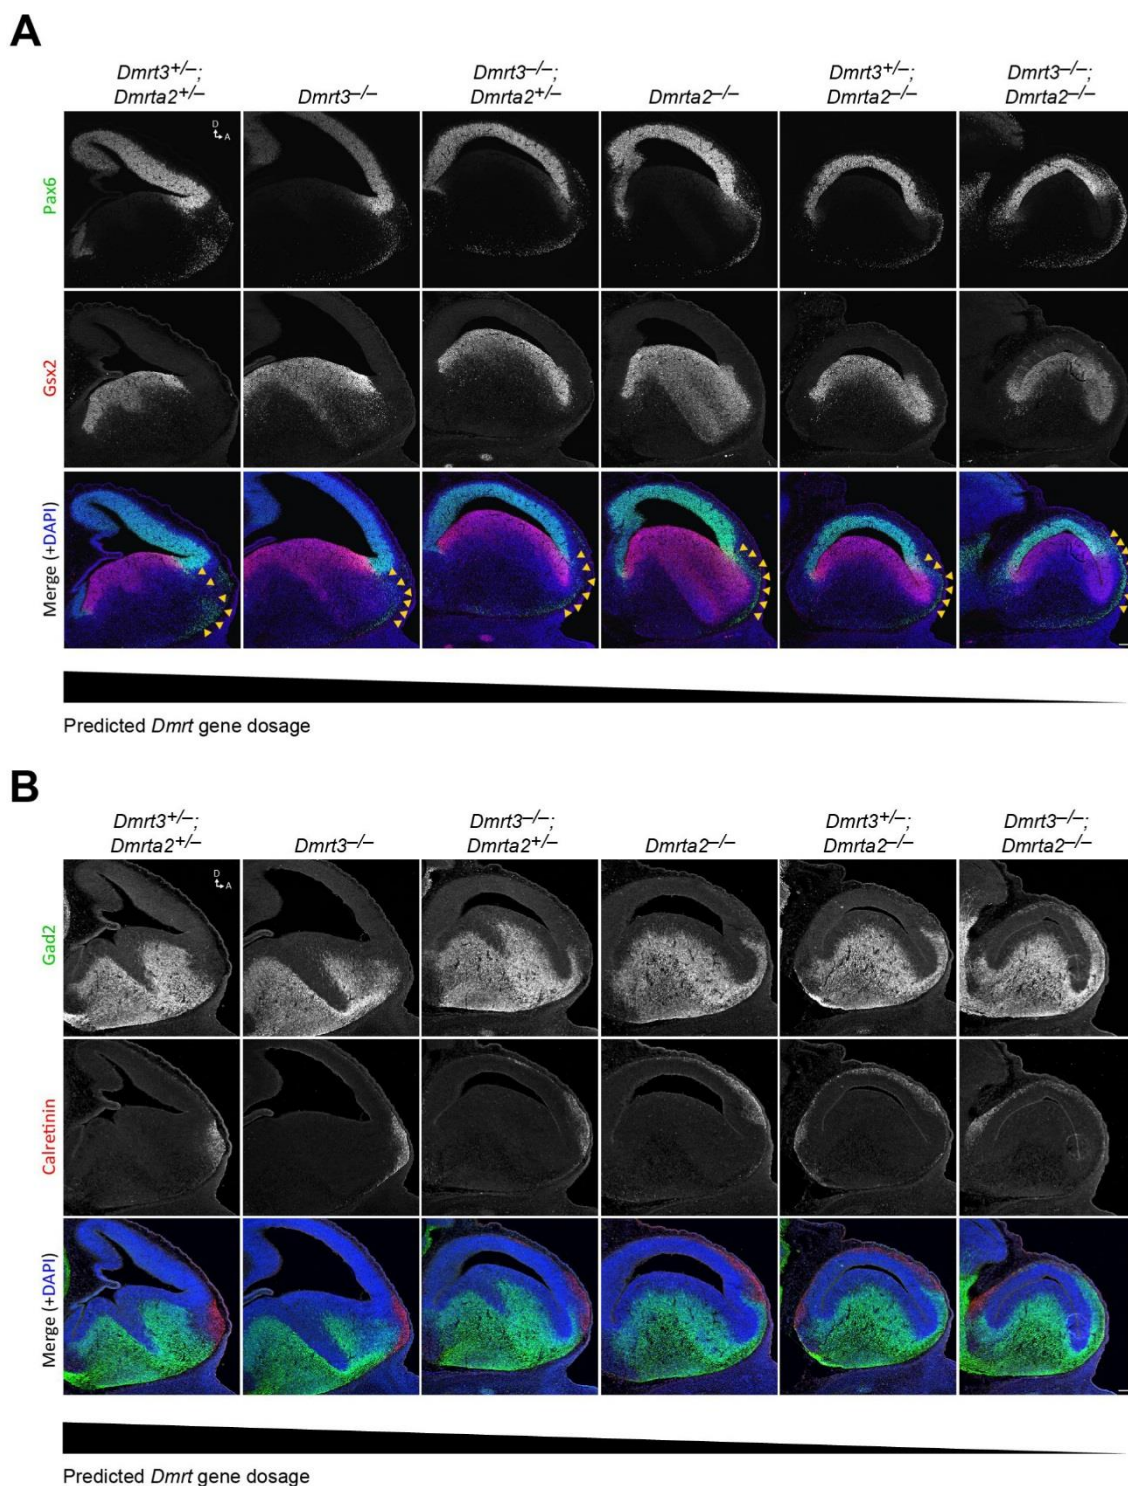 A
Dmrt3+/–; Dmrta2+/–
Dmrt3–/–
Dmrt3–/–; Dmrta2+/–
Dmrta2–/–
Dmrt3+/–; Dmrta2–/–
Dmrt3–/–; Dmrta2–/–
D
A
Pax6
Gsx2
Merge (+DAPI)
Predicted Dmrt gene dosage
B
Dmrt3+/–; Dmrta2+/–
Dmrt3–/–
Dmrt3–/–; Dmrta2+/–
Dmrta2–/–
Dmrt3+/–; Dmrta2–/–
Dmrt3–/–; Dmrta2–/–
D
A
Gad2
Calretinin
Merge (+DAPI)
Predicted Dmrt gene dosage